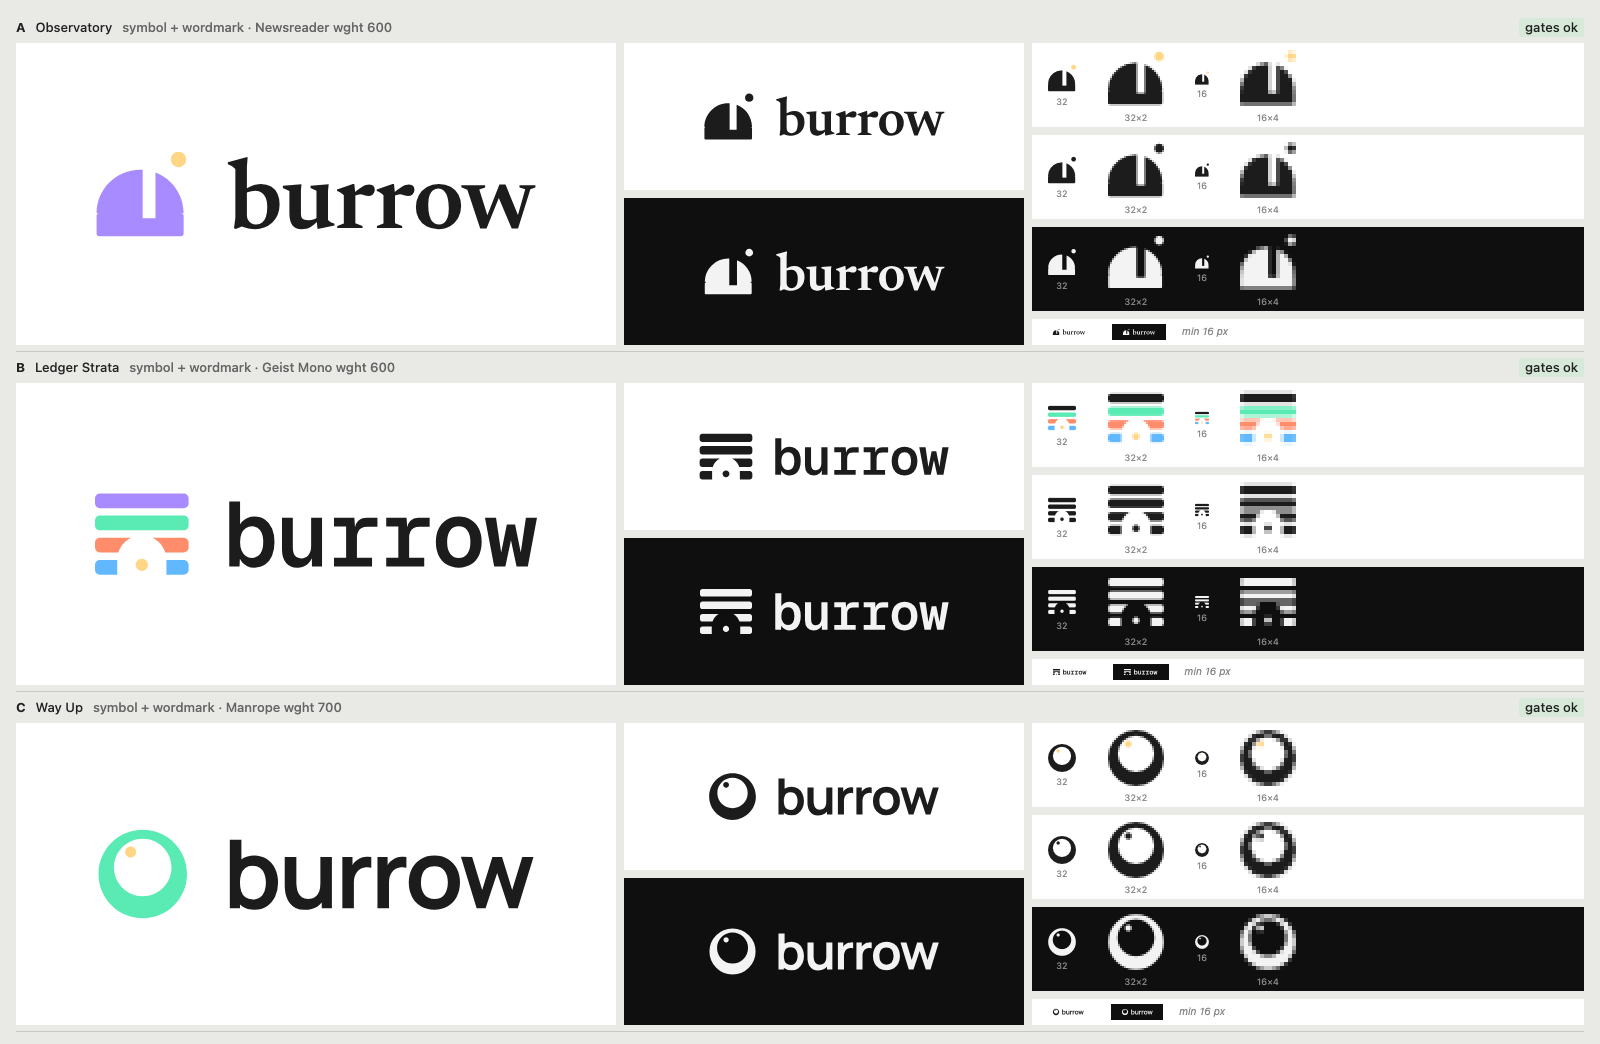 A Observatory symbol + wordmark · Newsreader wght 600 gates ok
burrow
burrow
burrow
32 32×2 16 16×4
32 32×2 16 16×4
32 32×2 16 16×4
burrow burrow min 16 px
B Ledger Strata symbol + wordmark · Geist Mono wght 600 gates ok
burrow
burrow
burrow
32 32×2 16 16×4
32 32×2 16 16×4
32 32×2 16 16×4
burrow burrow min 16 px
C Way Up symbol + wordmark · Manrope wght 700 gates ok
burrow
burrow
burrow
32 32×2 16 16×4
32 32×2 16 16×4
32 32×2 16 16×4
burrow burrow min 16 px